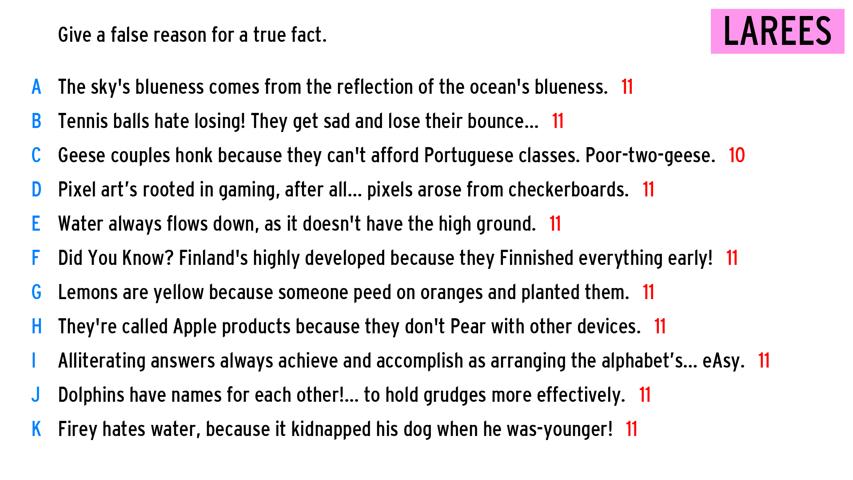 LAREES
Give a false reason for a true fact.
A The sky's blueness comes from the reflection of the ocean's blueness. 11
B Tennis balls hate losing! They get sad and lose their bounce... 11
C Geese couples honk because they can't afford Portuguese classes. Poor-two-geese. 10
D Pixel art’s rooted in gaming, after all... pixels arose from checkerboards. 11
E Water always flows down, as it doesn't have the high ground. 11
F Did You Know? Finland's highly developed because they Finnished everything early! 11
G Lemons are yellow because someone peed on oranges and planted them. 11
H They're called Apple products because they don't Pear with other devices. 11
I Alliterating answers always achieve and accomplish as arranging the alphabet’s... eAsy. 11
J Dolphins have names for each other!... to hold grudges more effectively. 11
K Firey hates water, because it kidnapped his dog when he was-younger! 11